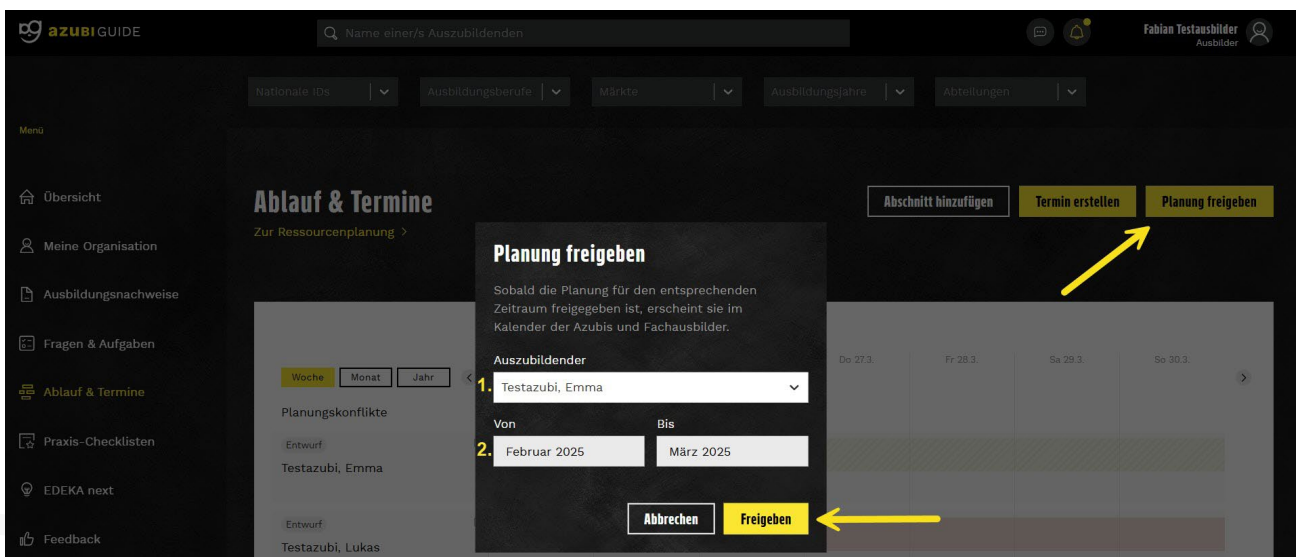 azubiGUIDE
Name einer/s Auszubildenden
Fabian Testausbilder
Ausbilder
Nationale IDs
Ausbildungsberufe
Märkte
Ausbildungsjahre
Abteilungen
Menü
Übersicht
Meine Organisation
Ausbildungsnachweise
Fragen & Aufgaben
Ablauf & Termine
Praxis-Checklisten
EDEKA next
Feedback
Ablauf & Termine
Zur Ressourcenplanung >
Abschnitt hinzufügen
Termin erstellen
Planung freigeben
Woche
Monat
Jahr
Do 27.3.
Fr 28.3.
Sa 29.3.
So 30.3.
Planungskonflikte
Entwurf
Testazubi, Emma
Entwurf
Testazubi, Lukas
Planung freigeben
Sobald die Planung für den entsprechenden
Zeitraum freigegeben ist, erscheint sie im
Kalender der Azubis und Fachausbilder.
Auszubildender
1. Testazubi, Emma
Von Bis
2. Februar 2025 März 2025
Abbrechen
Freigeben